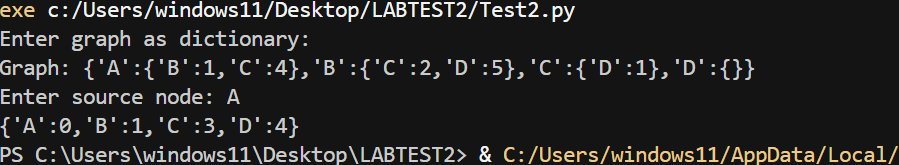 exe c:/Users/windows11/Desktop/LABTEST2/Test2.py
Enter graph as dictionary:
Graph: {'A':{'B':1,'C':4},'B':{'C':2,'D':5},'C':{'D':1},'D':{}}
Enter source node: A
{'A':0,'B':1,'C':3,'D':4}
PS C:\Users\windows11\Desktop\LABTEST2> & C:/Users/windows11/AppData/Local/